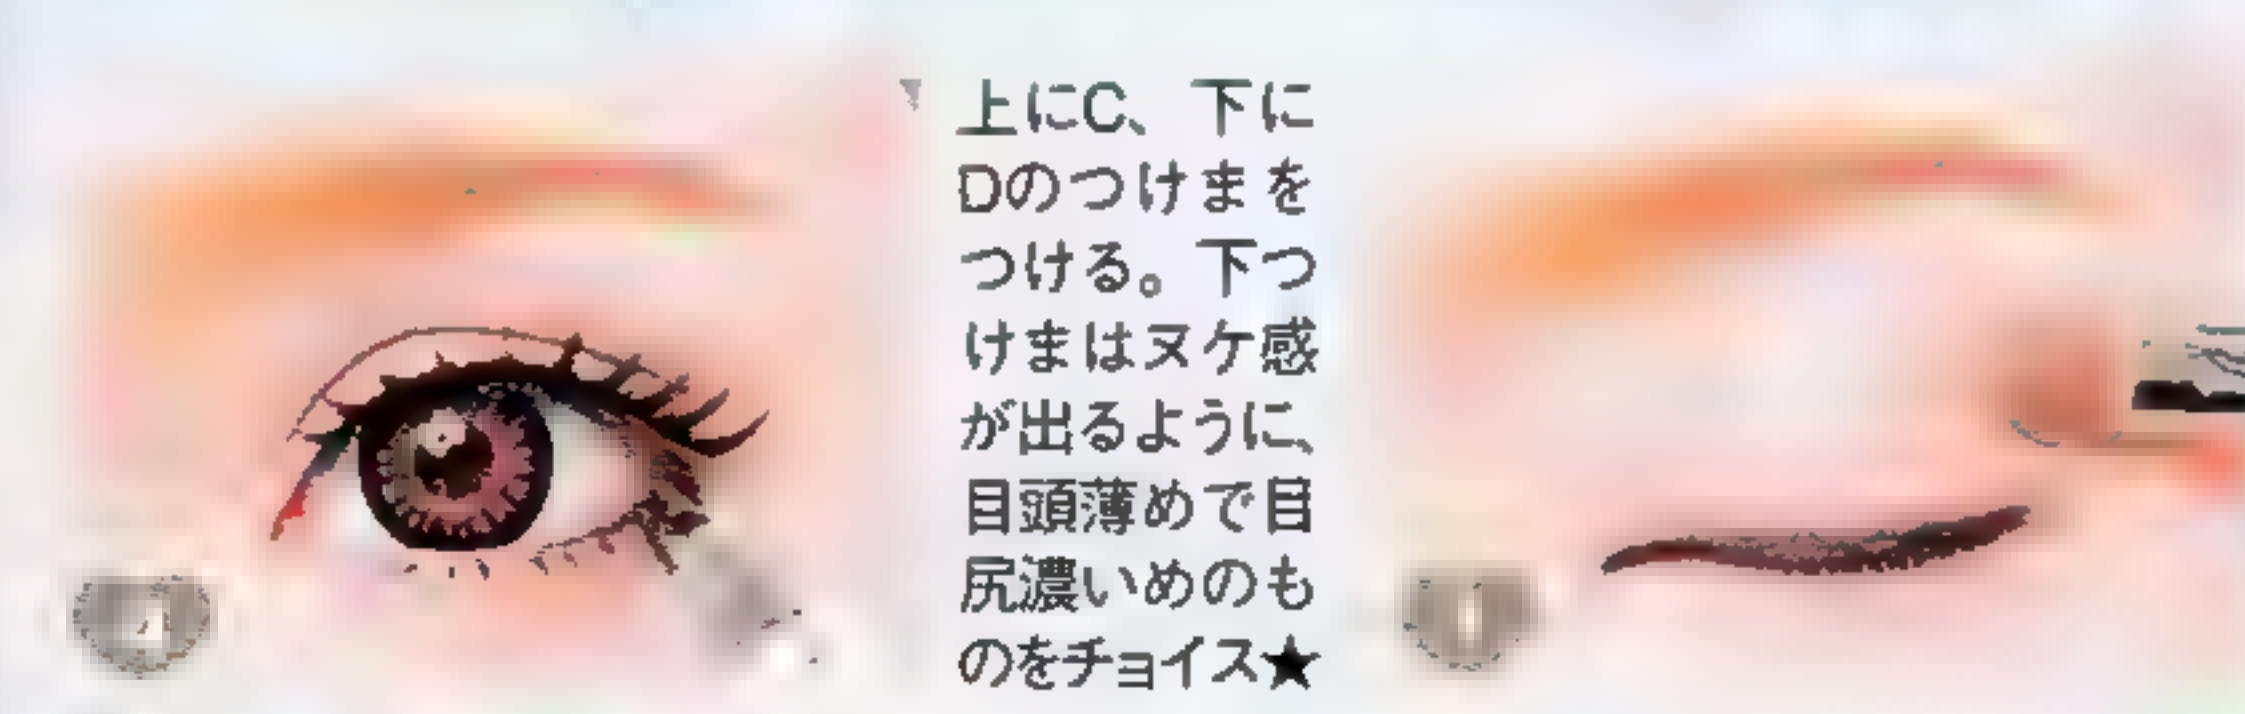 上にC、下に
Dのつけまを
つける。下つ
けまはヌケ感
が出るように、
目頭薄めで目
尻濃いめのも
のをチョイス★
4
1